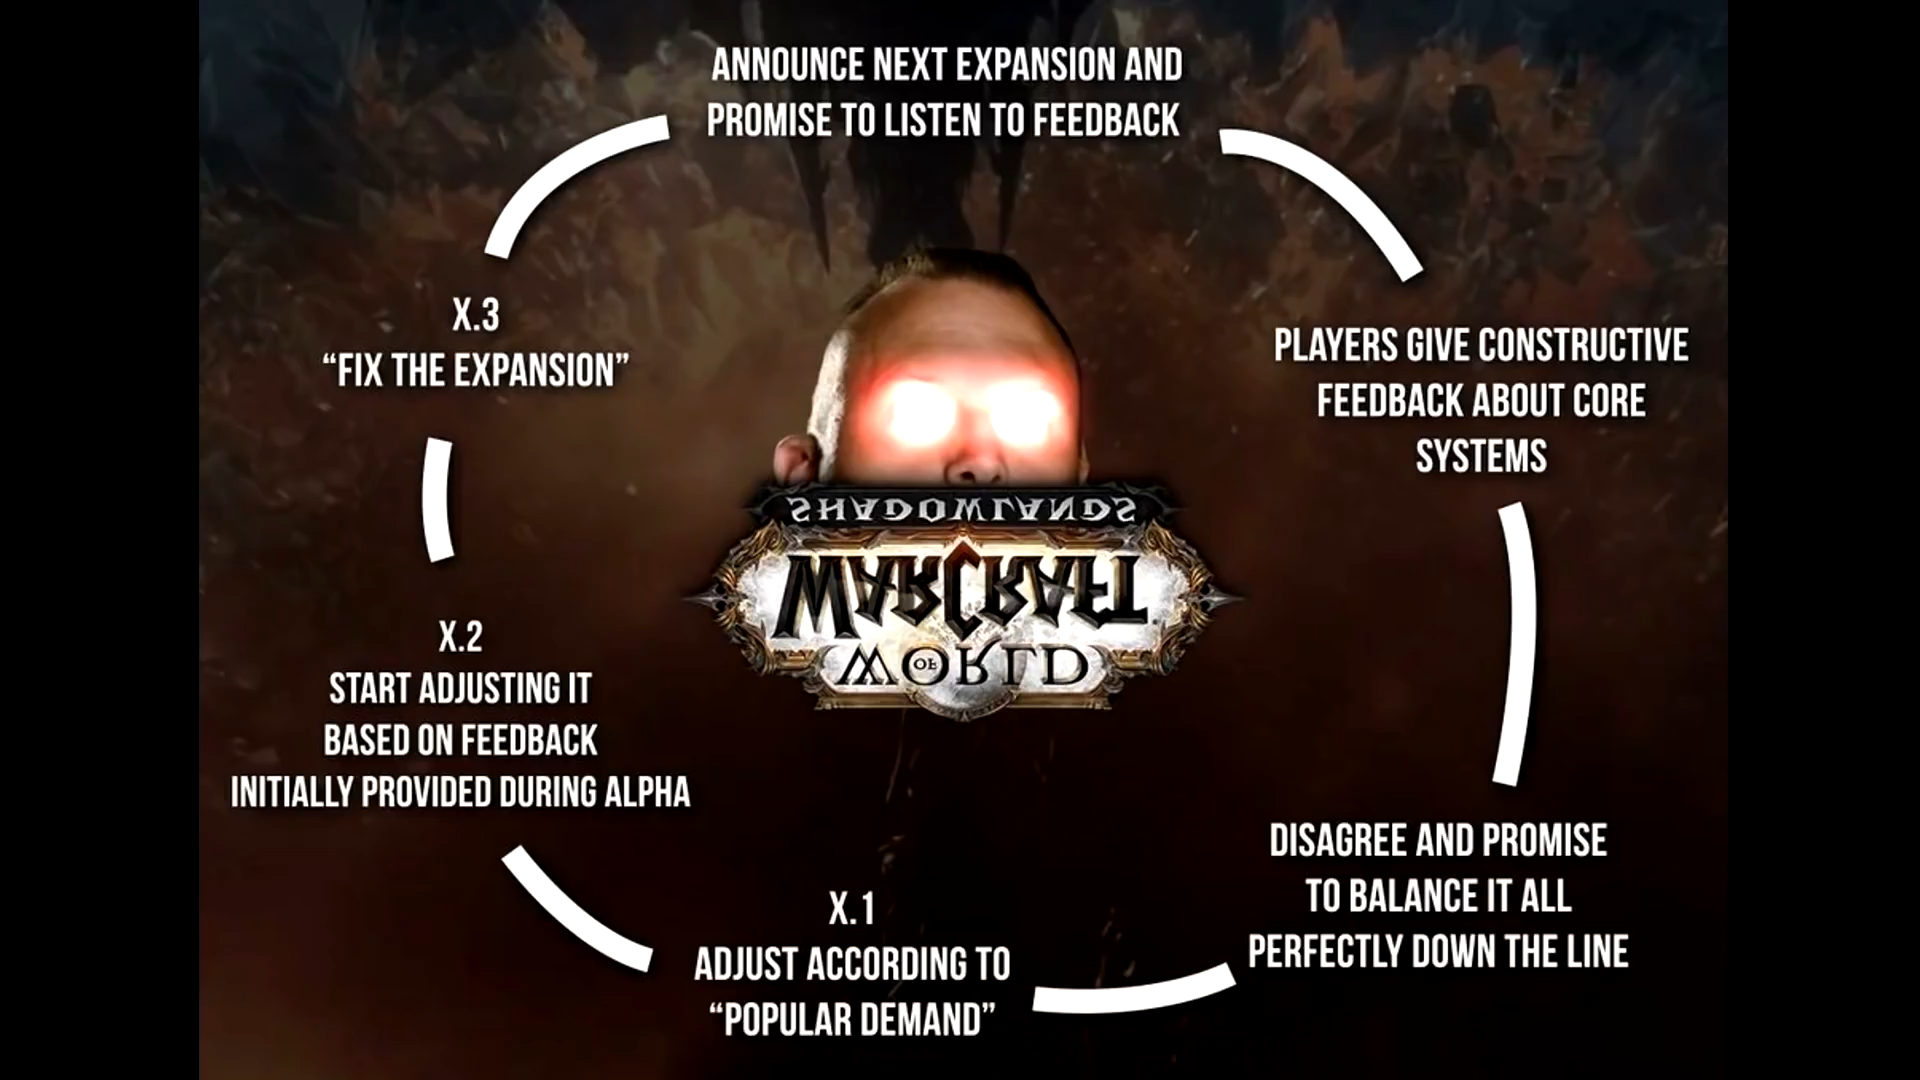 ANNOUNCE NEXT EXPANSION AND
PROMISE TO LISTEN TO FEEDBACK
PLAYERS GIVE CONSTRUCTIVE
FEEDBACK ABOUT CORE
SYSTEMS
DISAGREE AND PROMISE
TO BALANCE IT ALL
PERFECTLY DOWN THE LINE
X.1
ADJUST ACCORDING TO
“POPULAR DEMAND”
X.2
START ADJUSTING IT
BASED ON FEEDBACK
INITIALLY PROVIDED DURING ALPHA
X.3
“FIX THE EXPANSION”
SHADOWLANDS
WARCRAFT
WORLD OF